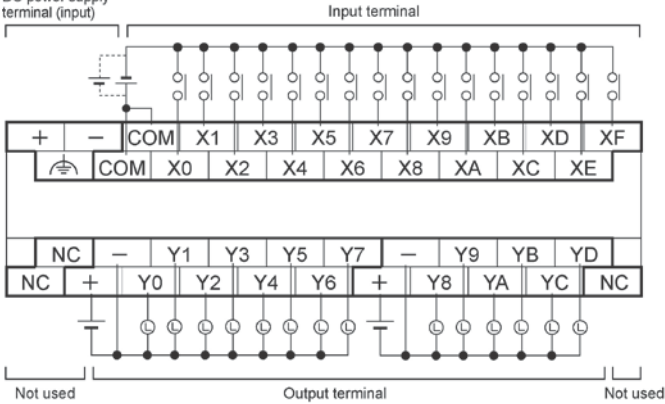 DC power supply
terminal (input)
Input terminal
+ − COM X1 X3 X5 X7 X9 XB XD XF
COM X0 X2 X4 X6 X8 XA XC XE
NC − Y1 Y3 Y5 Y7 − Y9 YB YD
NC + Y0 Y2 Y4 Y6 + Y8 YA YC NC
L L L L L L L L L L L L L L
Not used
Output terminal
Not used